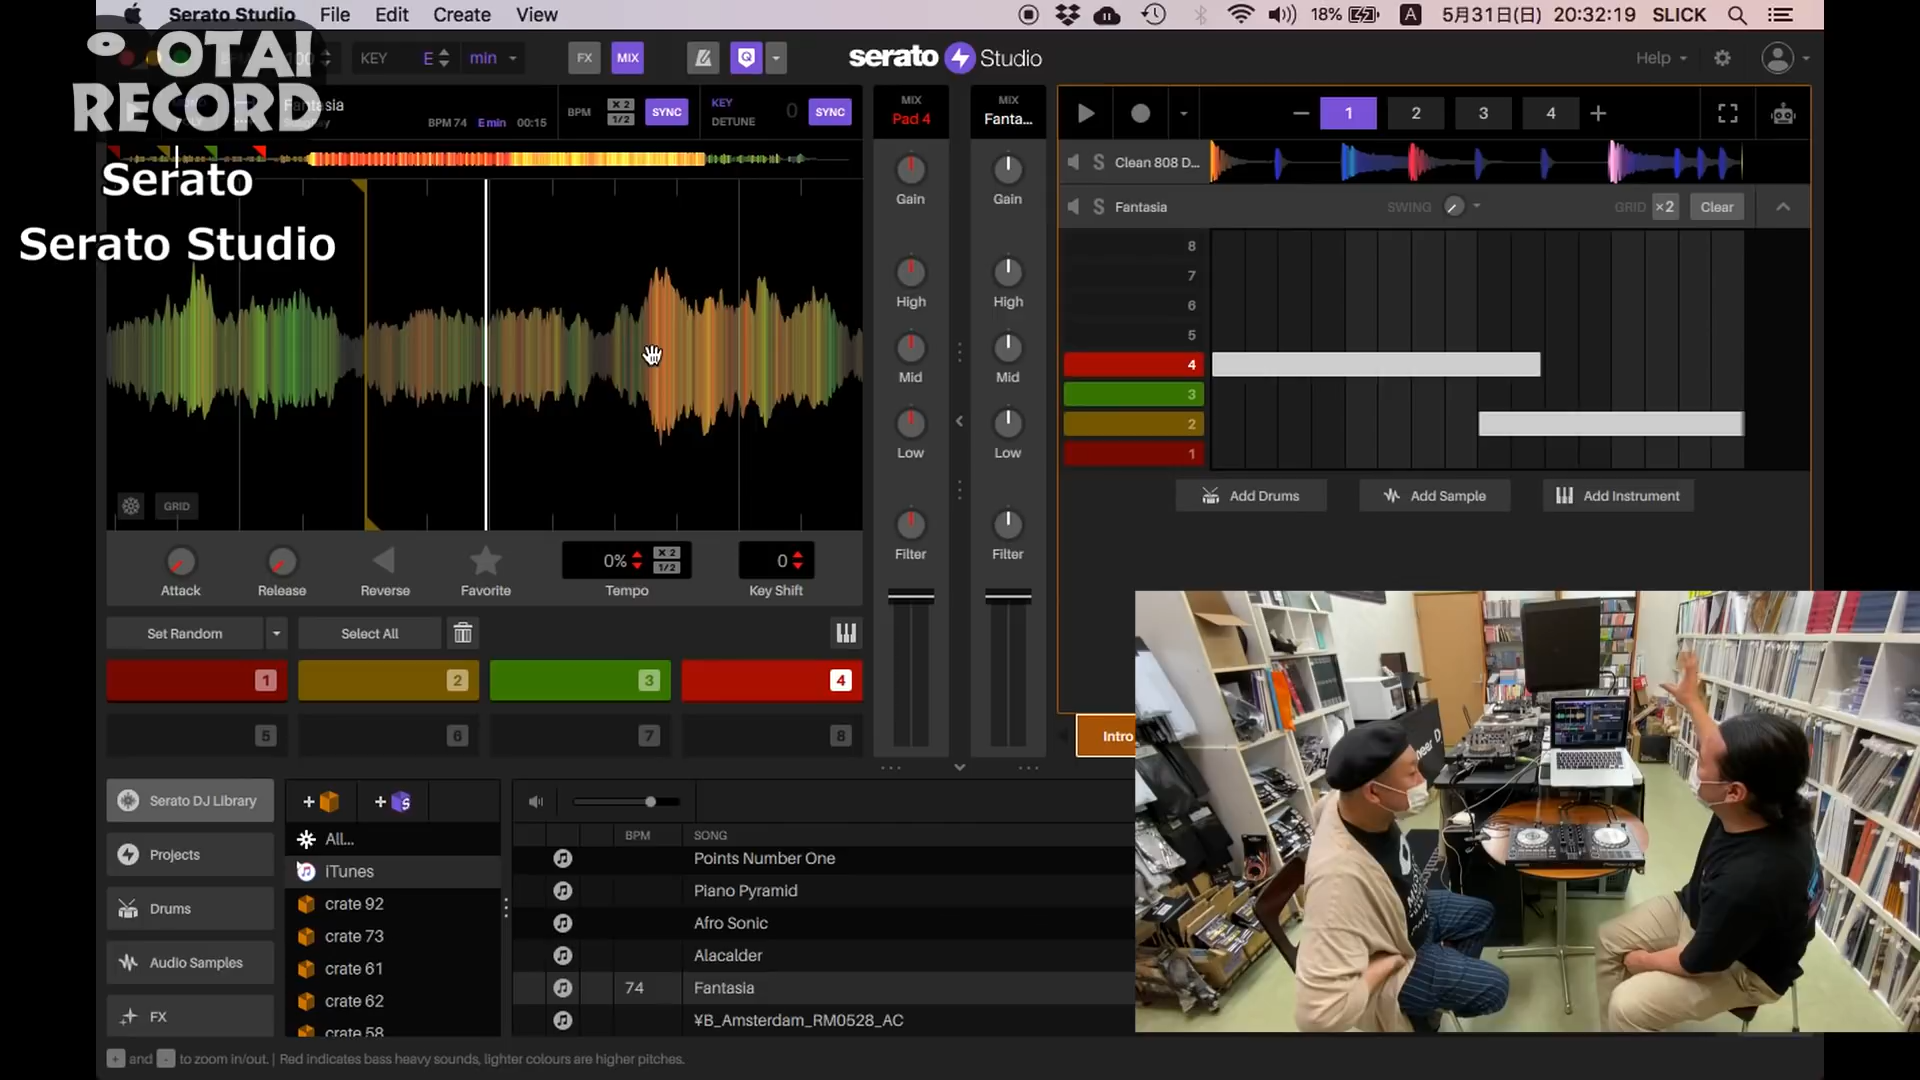 Serato Studio File Edit Create View 18% A 5月31日(日) 20:32:19 SLICK
OTAI
RECORD
Serato
Serato Studio
KEY E min FX MIX serato Studio Help
Fantasia
BPM 74 Emin 00:15
BPM x2 1/2 SYNC
KEY
DETUNE
0 SYNC
MIX
Pad 4
MIX
Fanta...
1 2 3 4
Clean 808 D...
S Fantasia SWING GRID x2 Clear
Gain Gain
High High
Mid Mid
Low Low
Filter Filter
8
7
6
5
4
3
2
1
Add Drums Add Sample Add Instrument
GRID
0% x2 1/2 0
Attack Release Reverse Favorite Tempo Key Shift
Set Random Select All
1 2 3 4
5 6 7 8
Intro
Serato DJ Library
Projects
Drums
Audio Samples
FX
All...
iTunes
crate 92
crate 73
crate 61
crate 62
crate 58
BPM SONG
Points Number One
Piano Pyramid
Afro Sonic
Alacalder
74 Fantasia
¥B_Amsterdam_RM0528_AC
+ and - to zoom in/out. | Red indicates bass heavy sounds, lighter colours are higher pitches.